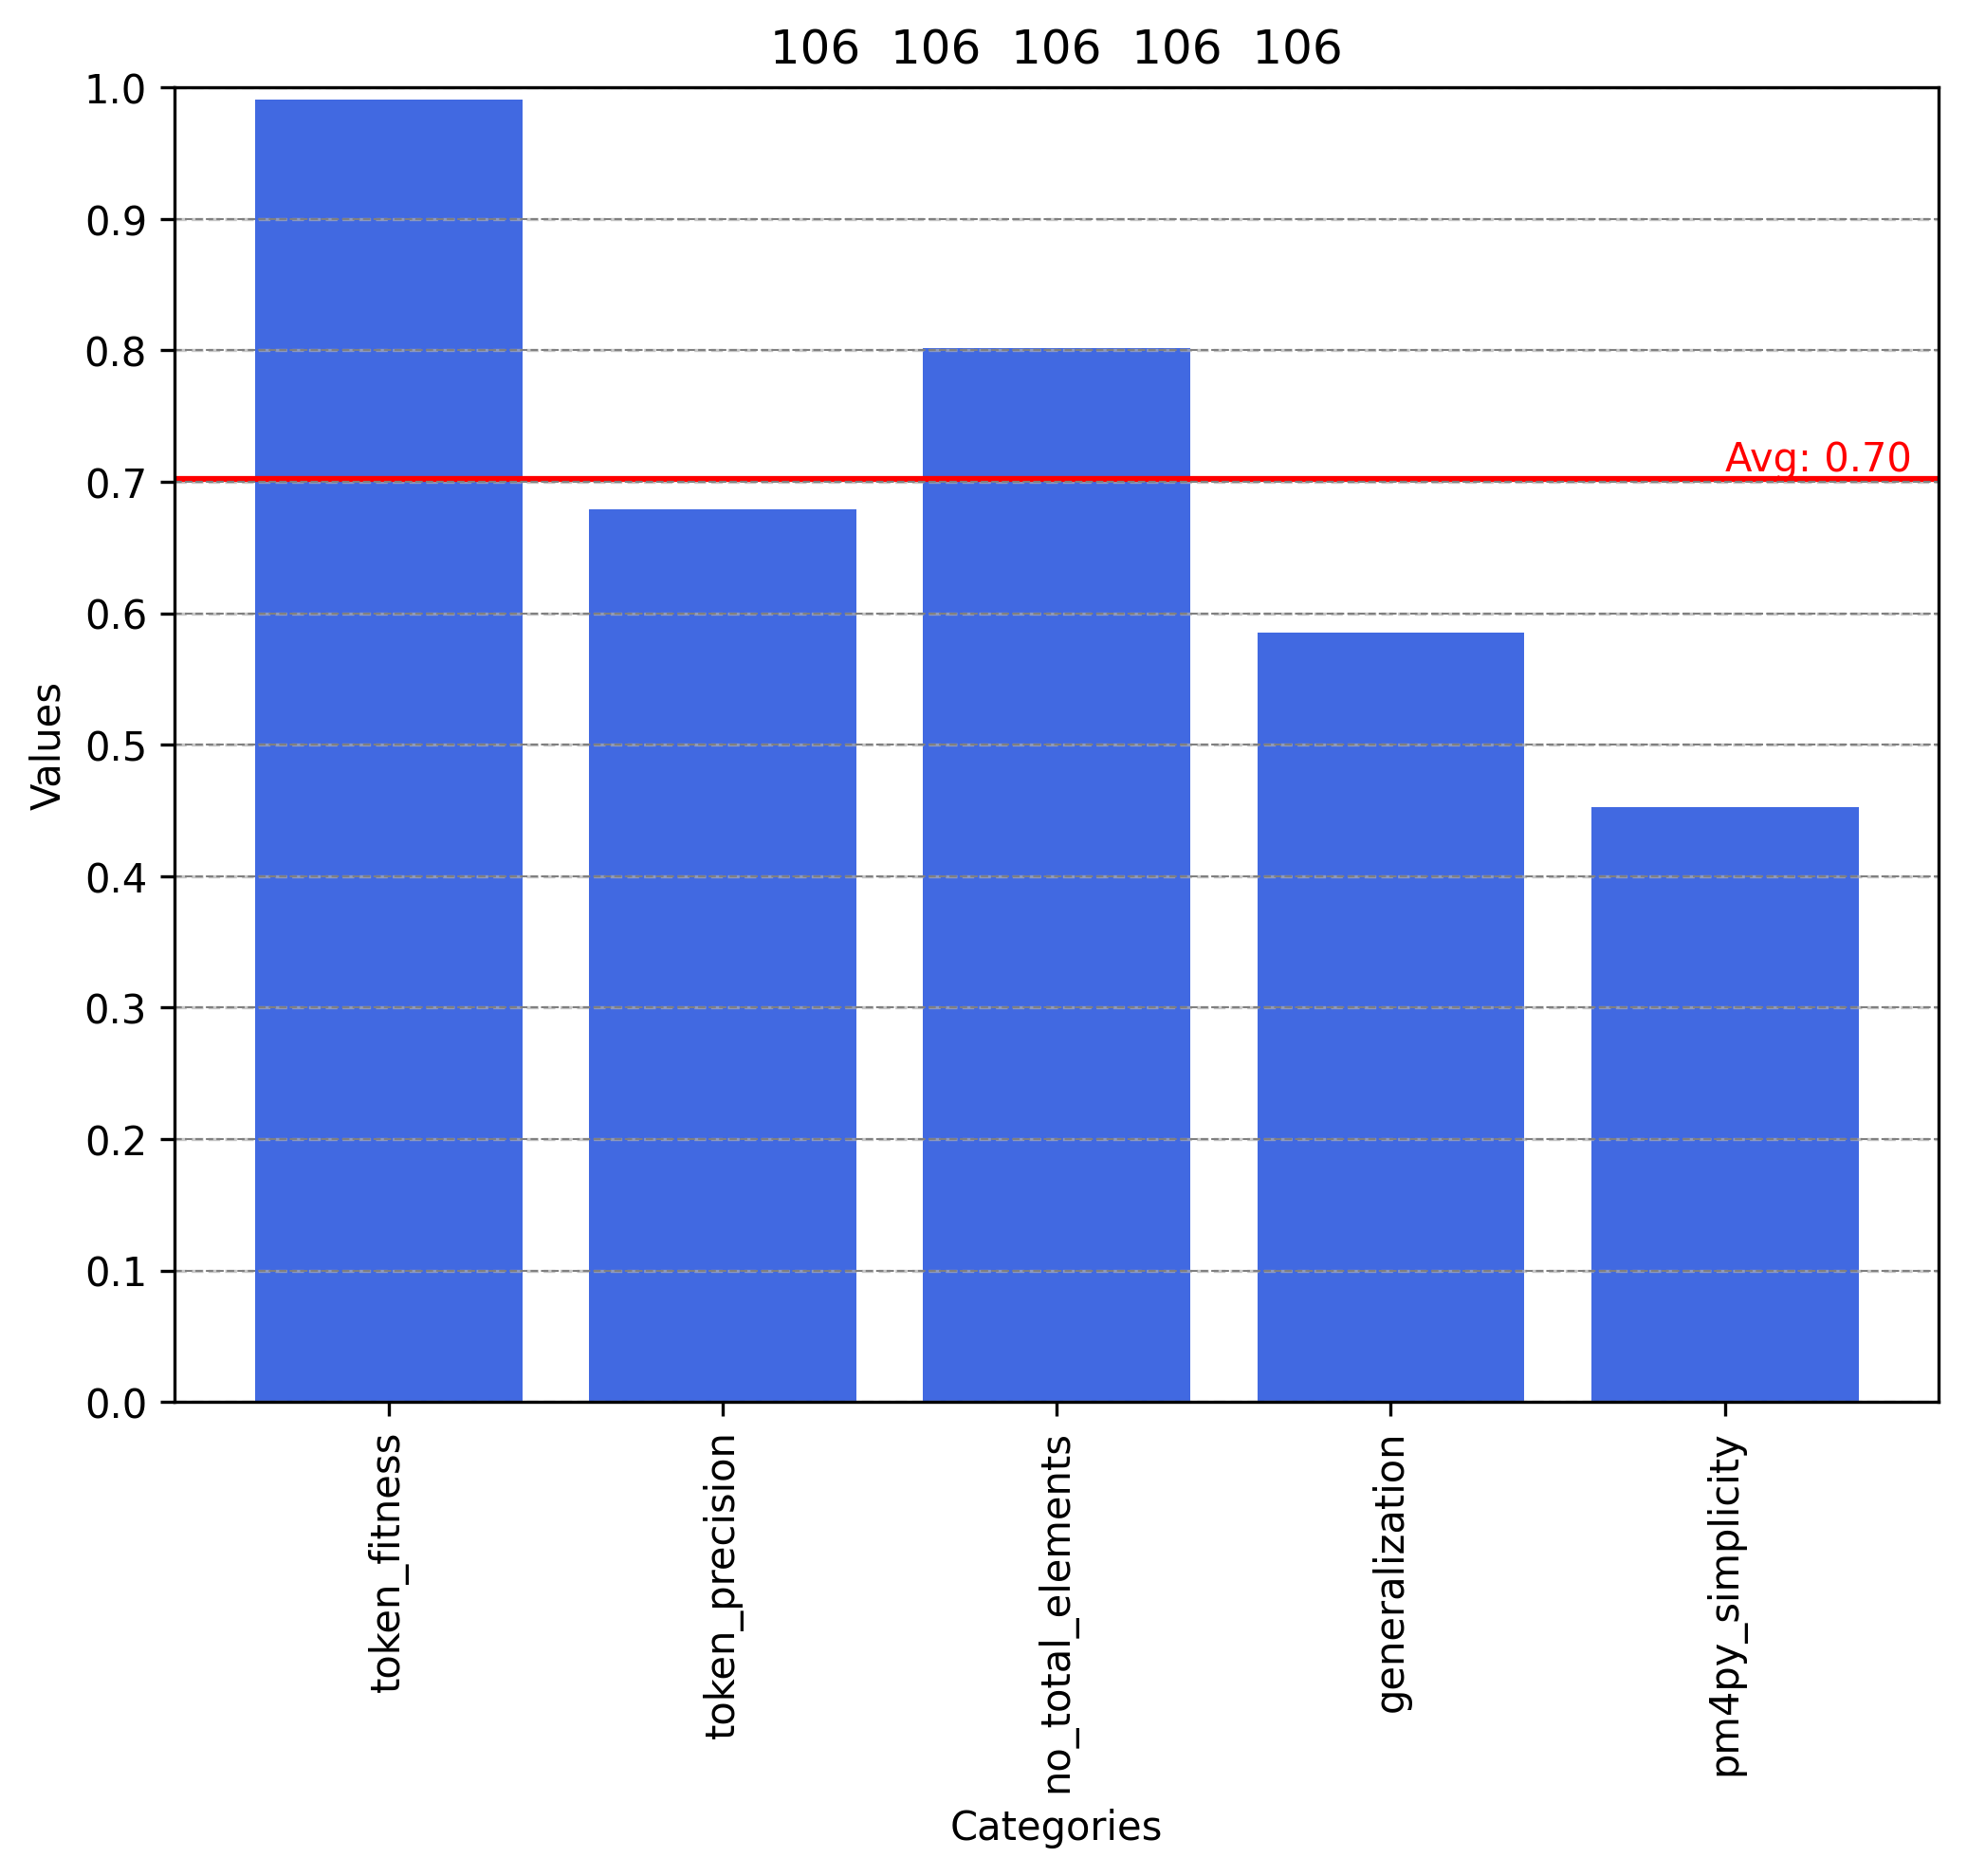 106  106  106  106  106
1.0
0.9
0.8
0.7
0.6
0.5
0.4
0.3
0.2
0.1
0.0
Values
Avg: 0.70
token_fitness
token_precision
no_total_elements
generalization
pm4py_simplicity
Categories